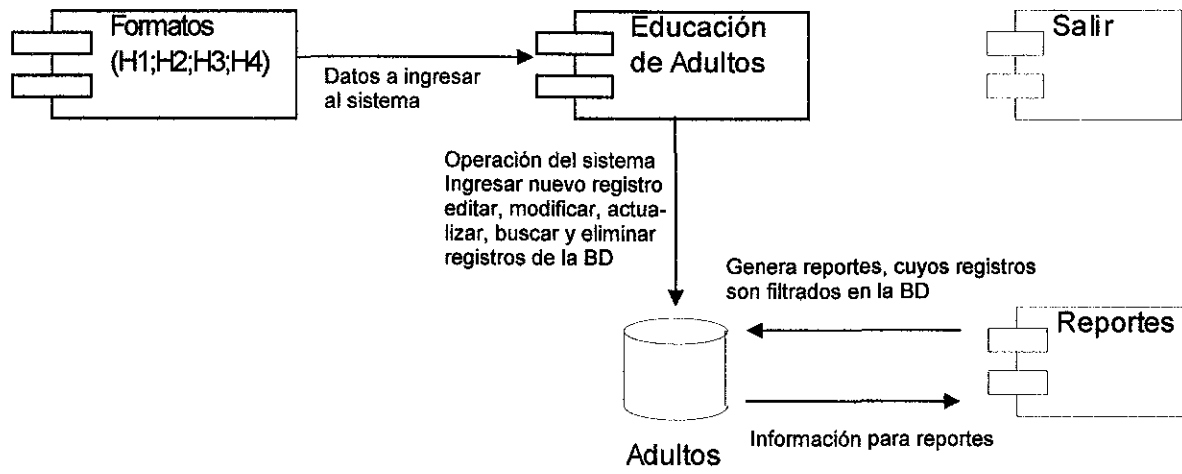 Formatos
(H1;H2;H3;H4)
Datos a ingresar
al sistema
Educación
de Adultos
Salir
Operación del sistema
Ingresar nuevo registro
editar, modificar, actua-
lizar, buscar y eliminar
registros de la BD
Genera reportes, cuyos registros
son filtrados en la BD
Reportes
Información para reportes
Adultos